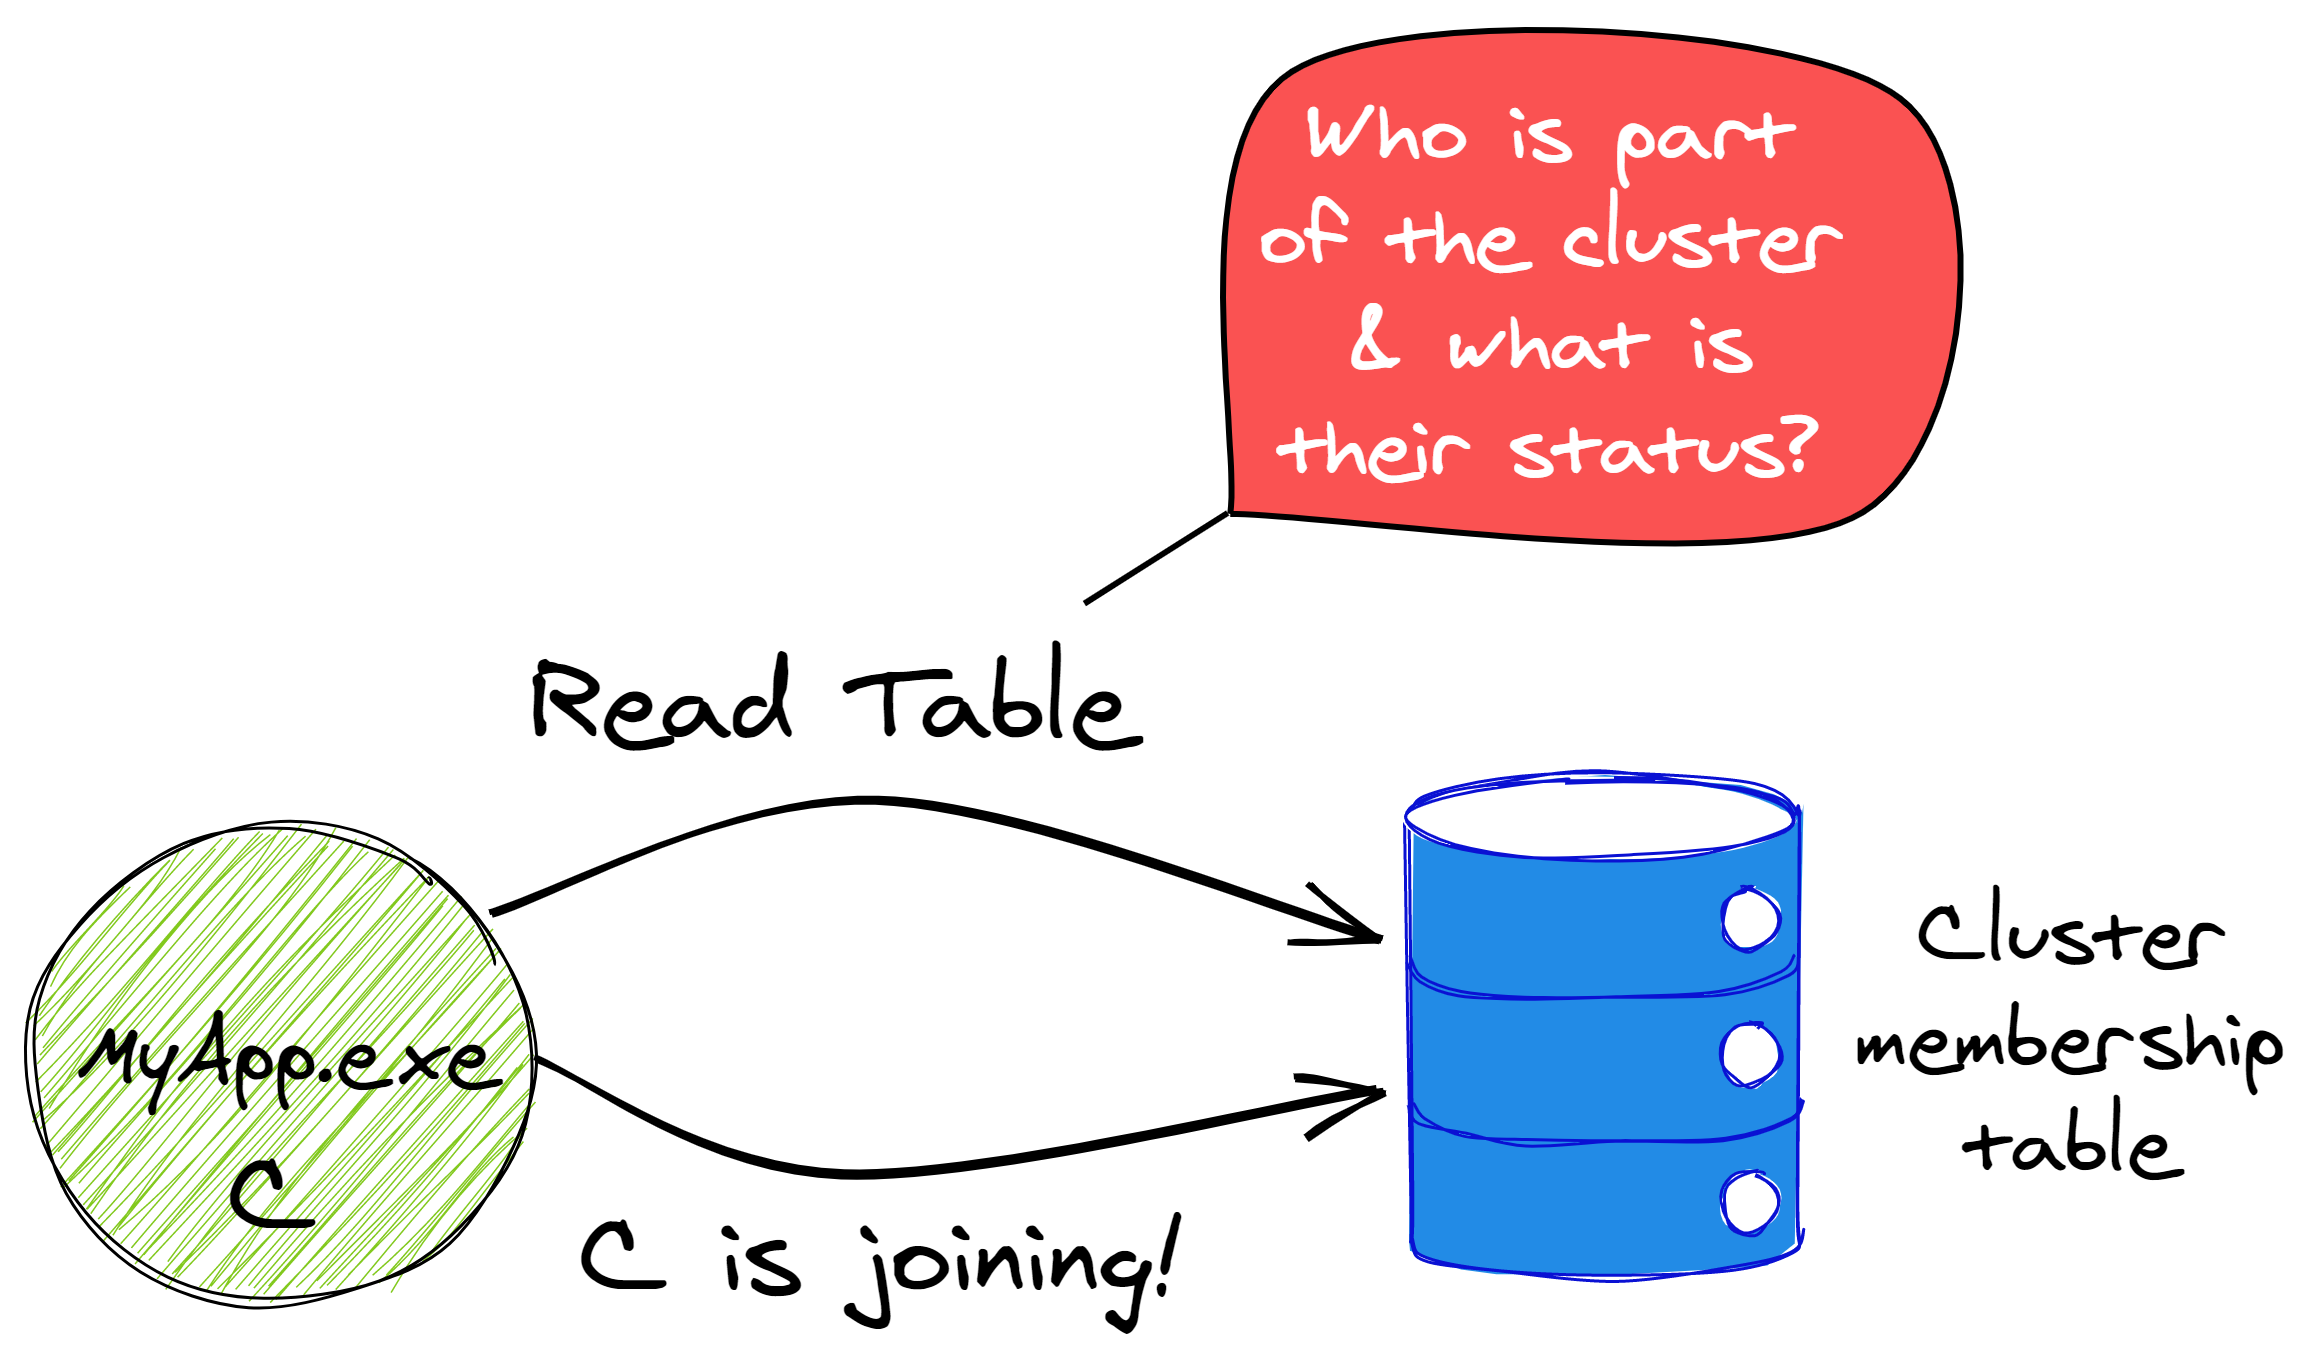 Who is part
of the cluster
& what is
their status?
Read Table
MyApp.exe
C
C is joining!
Cluster
membership
table